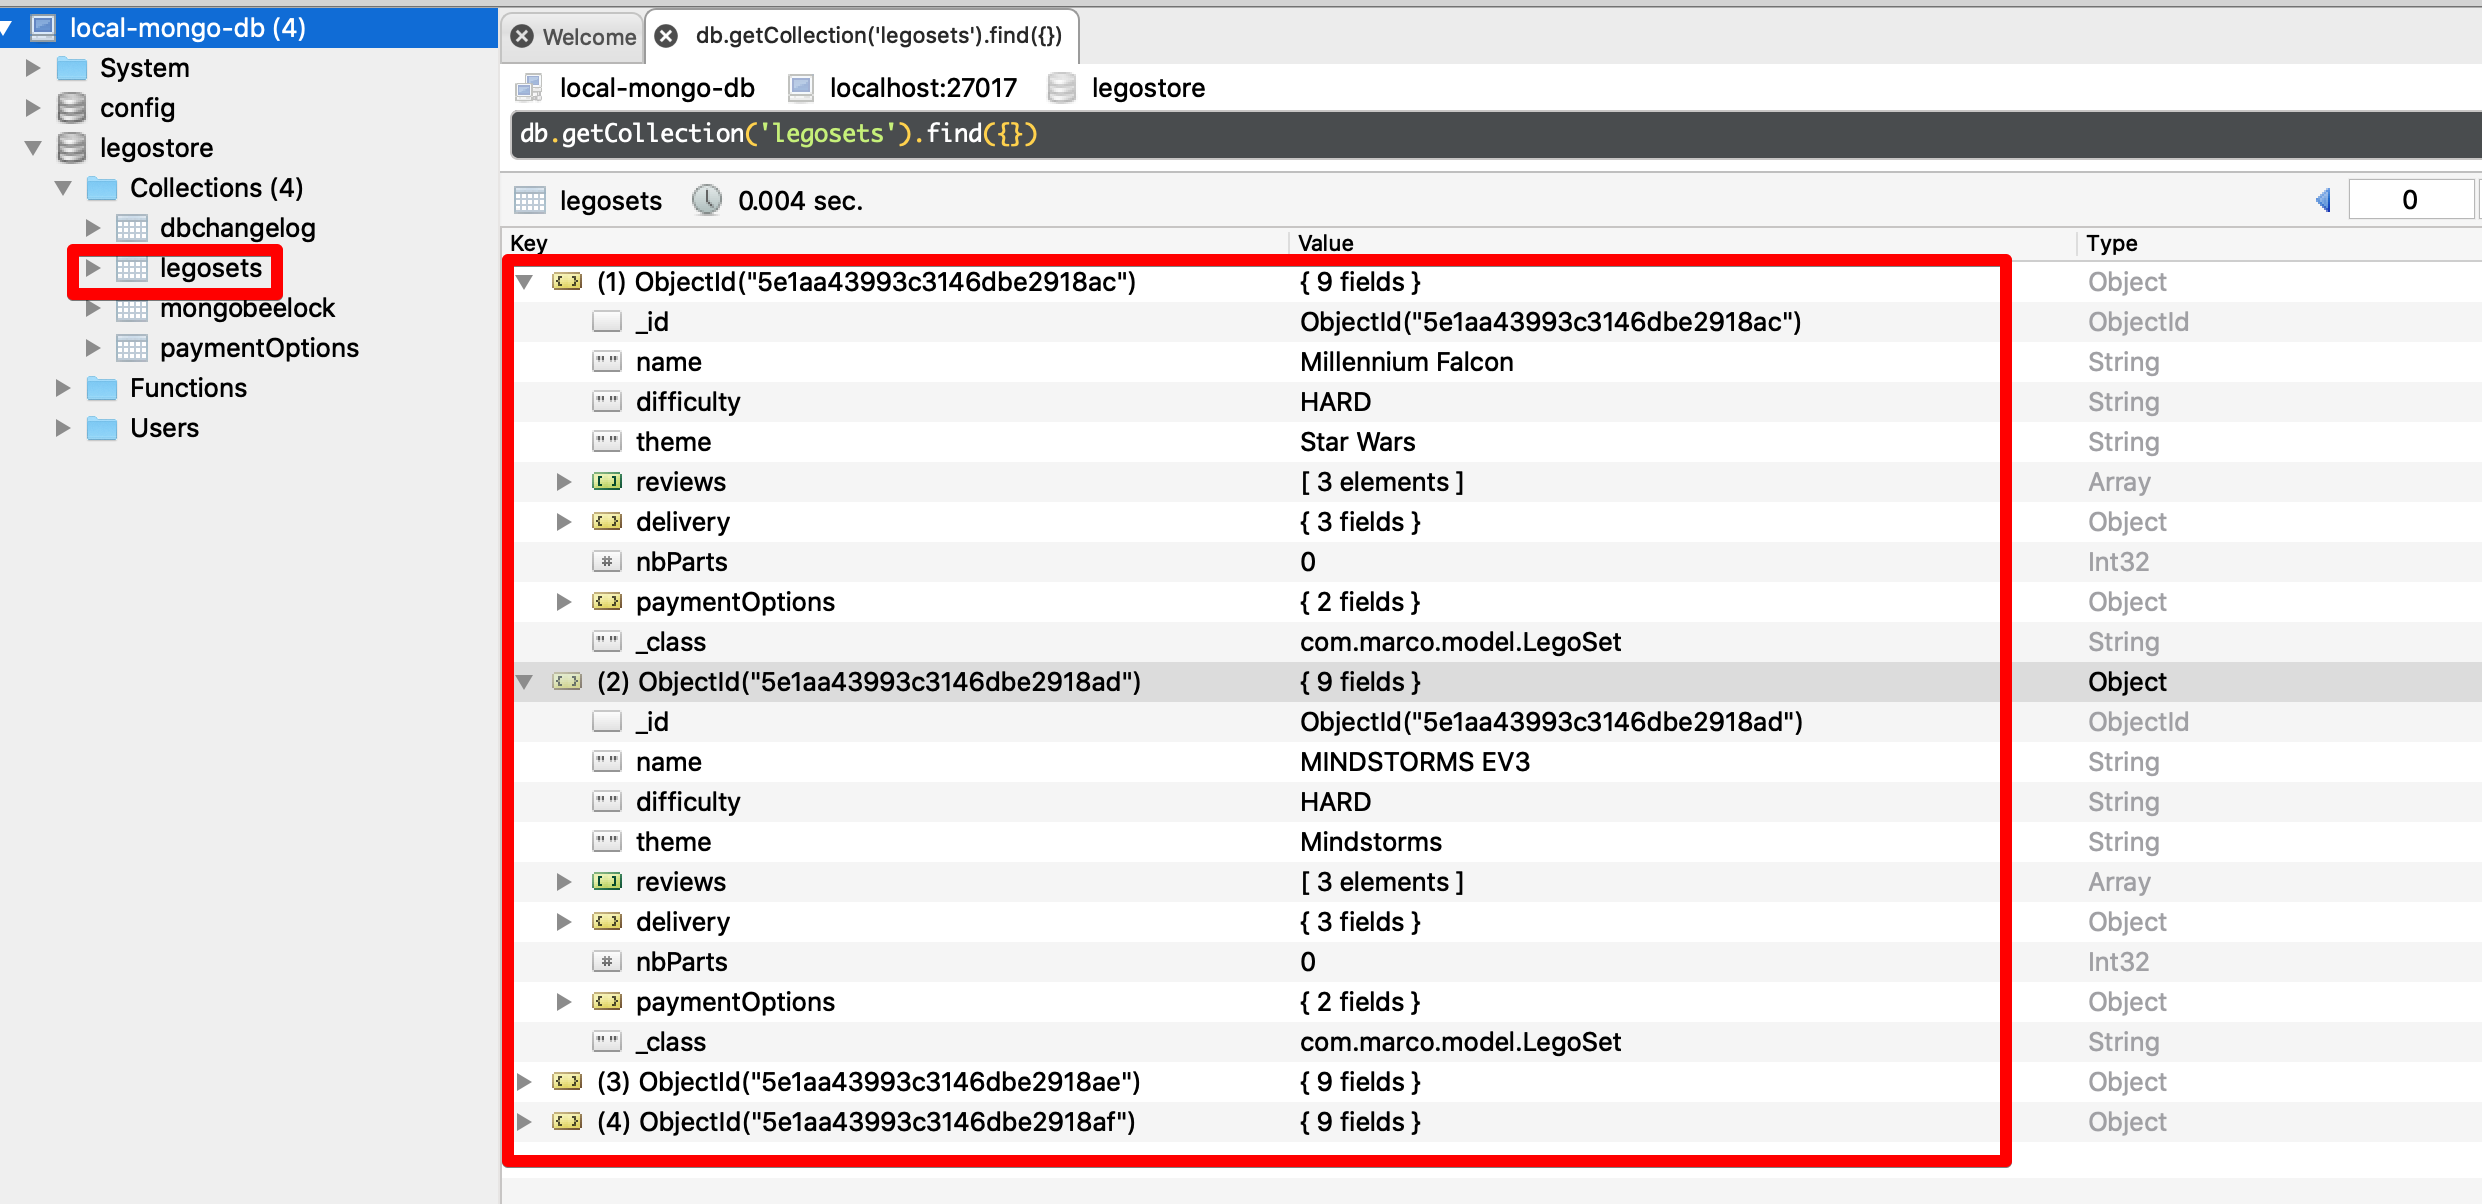 local-mongo-db (4)
System
config
legostore
Collections (4)
dbchangelog
legosets
mongobeelock
paymentOptions
Functions
Users
Welcome
db.getCollection('legosets').find({})
local-mongo-db localhost:27017 legostore
db.getCollection('legosets').find({})
legosets 0.004 sec. 0
Key Value Type
(1) ObjectId("5e1aa43993c3146dbe2918ac") { 9 fields } Object
_id ObjectId("5e1aa43993c3146dbe2918ac") ObjectId
name Millennium Falcon String
difficulty HARD String
theme Star Wars String
reviews [ 3 elements ] Array
delivery { 3 fields } Object
nbParts 0 Int32
paymentOptions { 2 fields } Object
_class com.marco.model.LegoSet String
(2) ObjectId("5e1aa43993c3146dbe2918ad") { 9 fields } Object
_id ObjectId("5e1aa43993c3146dbe2918ad") ObjectId
name MINDSTORMS EV3 String
difficulty HARD String
theme Mindstorms String
reviews [ 3 elements ] Array
delivery { 3 fields } Object
nbParts 0 Int32
paymentOptions { 2 fields } Object
_class com.marco.model.LegoSet String
(3) ObjectId("5e1aa43993c3146dbe2918ae") { 9 fields } Object
(4) ObjectId("5e1aa43993c3146dbe2918af") { 9 fields } Object